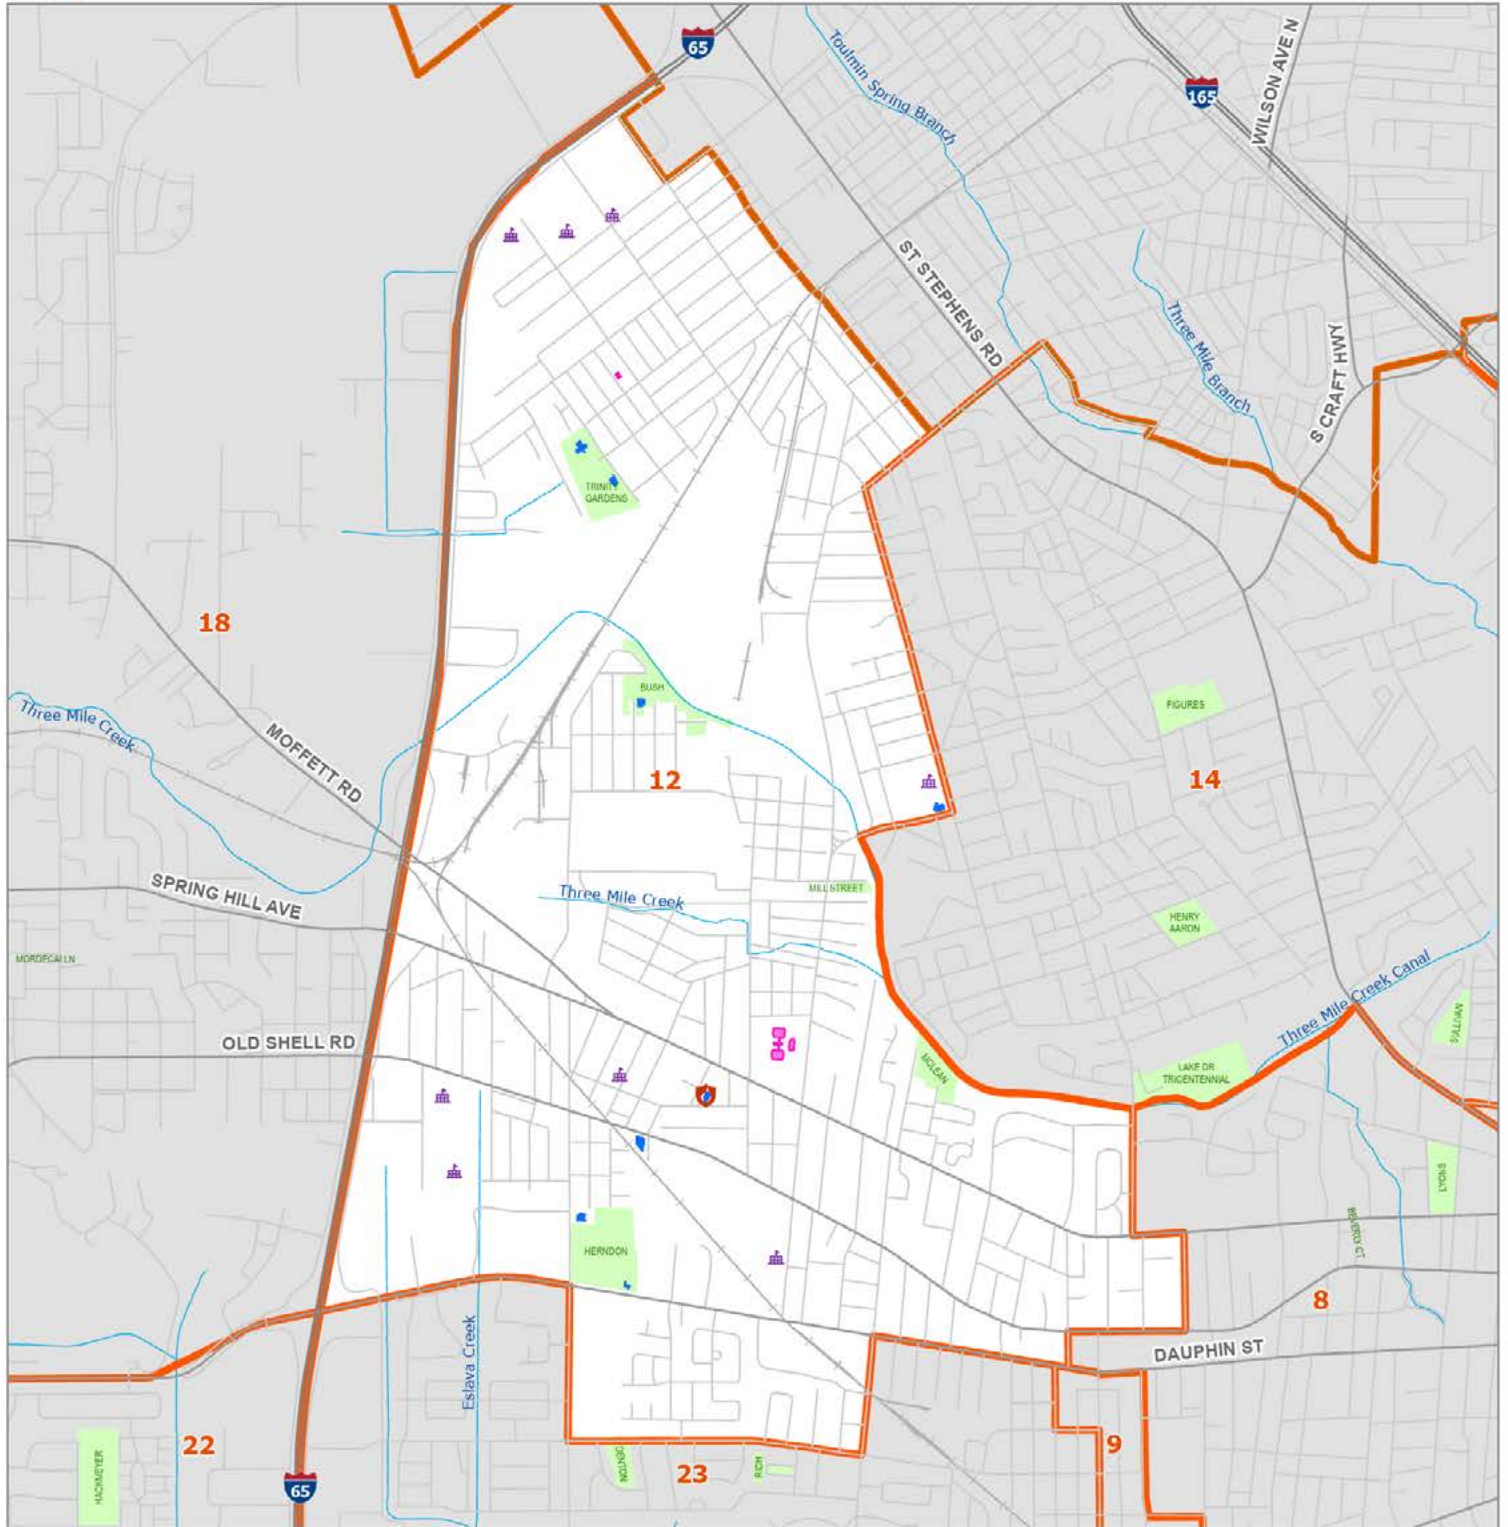 65
165
WILSON AVE N
Toulmin Spring Branch
ST STEPHENS RD
Three Mile Branch
S CRAFT HWY
TRINITY
GARDENS
18
Three Mile Creek
MOFFETT RD
BUSH
12
FIGURES
14
SPRING HILL AVE
Three Mile Creek
MILL STREET
HENRY
AARON
MORDECAI LN
OLD SHELL RD
Three Mile Creek Canal
SULLIVAN
MCLEAN
LAKE DR
TRICENTENNIAL
LYONS
BEVERLY CT
HERNDON
8
Eslava Creek
DAUPHIN ST
22
HACKMEYER
65
DENTON
23
RICH
9